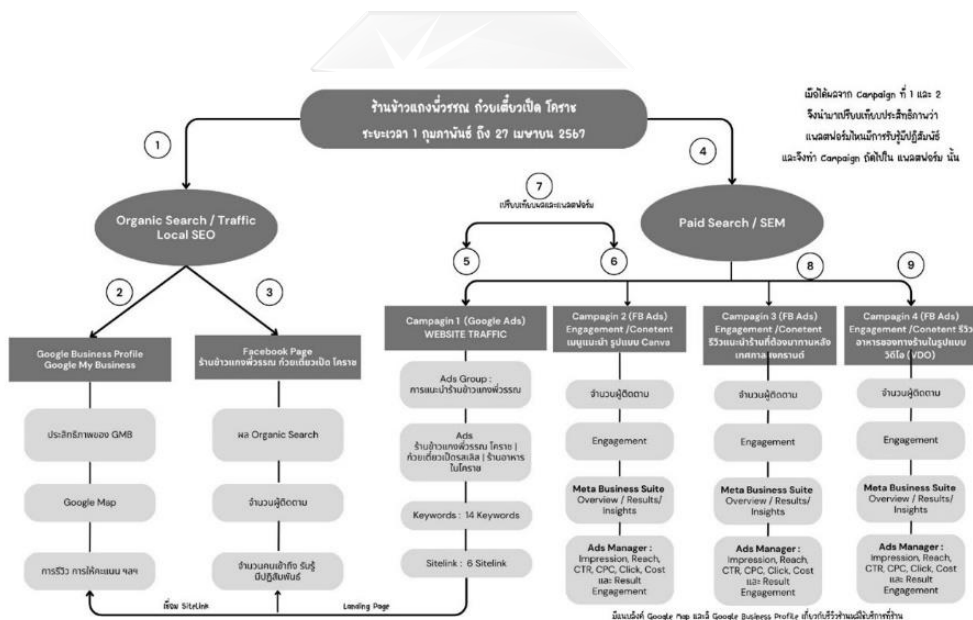 ร้านข้าวแกงพี่วรรณ ก๋วยเตี๋ยวเป็ด โคราช
ระยะเวลา 1 กุมภาพันธ์ ถึง 27 เมษายน 2567
เมื่อได้ผลจาก Campaign ที่ 1 และ 2
จึงนำมาเปรียบเทียบประสิทธิภาพว่า
แพลตฟอร์มไหนมีการรับรู้มีปฏิสัมพันธ์
และจึงทำ Campaign ถัดไปใน แพลตฟอร์ม นั้น
1
4
7
เปรียบเทียบผลและแพลตฟอร์ม
Organic Search / Traffic
Local SEO
Paid Search / SEM
2
3
5
6
8
9
Google Business Profile
Google My Business
ประสิทธิภาพของ GMB
Google Map
การรีวิว การให้คะแนน ฯลฯ
Facebook Page
ร้านข้าวแกงพี่วรรณ ก๋วยเตี๋ยวเป็ด โคราช
ผล Organic Search
จำนวนผู้ติดตาม
จำนวนคนเข้าถึง รับรู้
มีปฏิสัมพันธ์
Campagin 1 (Google Ads)
WEBSITE TRAFFIC
Ads Group :
การแนะนำร้านข้าวแกงพี่วรรณ
Ads
ร้านข้าวแกงพี่วรรณ โคราช |
ก๋วยเตี๋ยวเป็ดรสเลิส | ร้านอาหาร
ในโคราช
Keywords : 14 Keywords
Sitelink : 6 Sitelink
Campagin 2 (FB Ads)
Engagement /Conetent
เมนูแนะนำ รูปแบบ Canva
จำนวนผู้ติดตาม
Engagement
Meta Business Suite
Overview / Results/
Insights
Ads Manager :
Impression, Reach,
CTR, CPC, Click, Cost
และ Result
Engagement
Campagin 3 (FB Ads)
Engagement /Conetent
รีวิวแนะนำร้านที่ต้องมาทานหลัง
เทศกาลสงกรานต์
จำนวนผู้ติดตาม
Engagement
Meta Business Suite
Overview / Results/
Insights
Ads Manager :
Impression, Reach,
CTR, CPC, Click, Cost
และ Result
Engagement
Campagin 4 (FB Ads)
Engagement /Conetent รีวิว
อาหารของทางร้านในรูปแบบ
วิดีโอ (VDO)
จำนวนผู้ติดตาม
Engagement
Meta Business Suite
Overview / Results/
Insights
Ads Manager :
Impression, Reach,
CTR, CPC, Click, Cost
และ Result
Engagement
เชื่อม SiteLink
Landing Page
มีแนบลิงค์ Google Map และลิ้ Google Business Profile เกี่ยวกับรีวิวร้านผู้ใช้บริการที่ร้าน